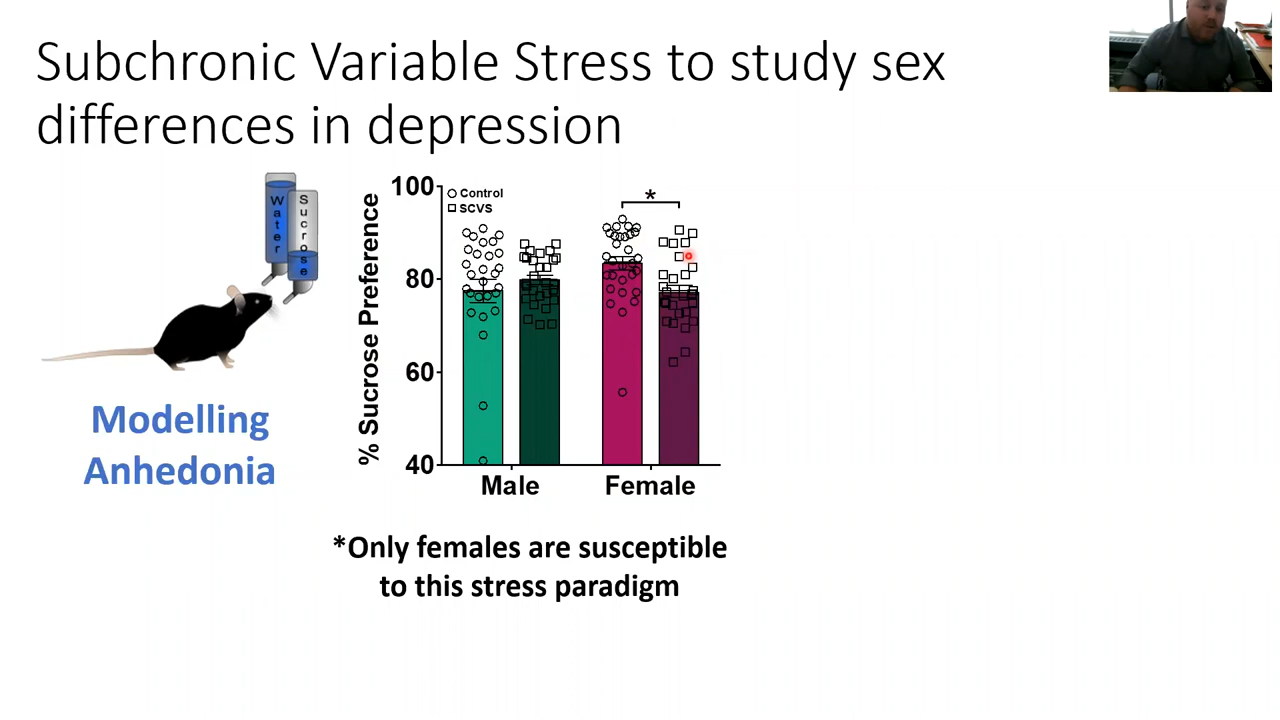 Subchronic Variable Stress to study sex
differences in depression
Water
Sucrose
Modelling
Anhedonia
% Sucrose Preference
100
80
60
40
Control
SCVS
*
Male
Female
*Only females are susceptible
to this stress paradigm